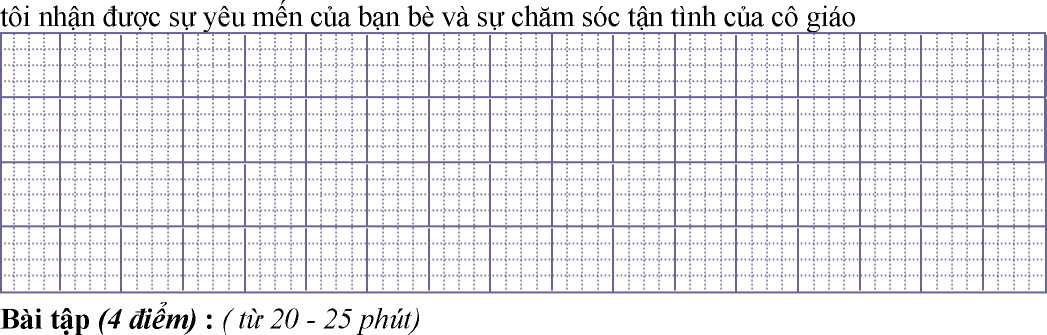 tôi nhận được sự yêu mến của bạn bè và sự chăm sóc tận tình của cô giáo
Bài tập (4 điểm) : ( từ 20 - 25 phút)